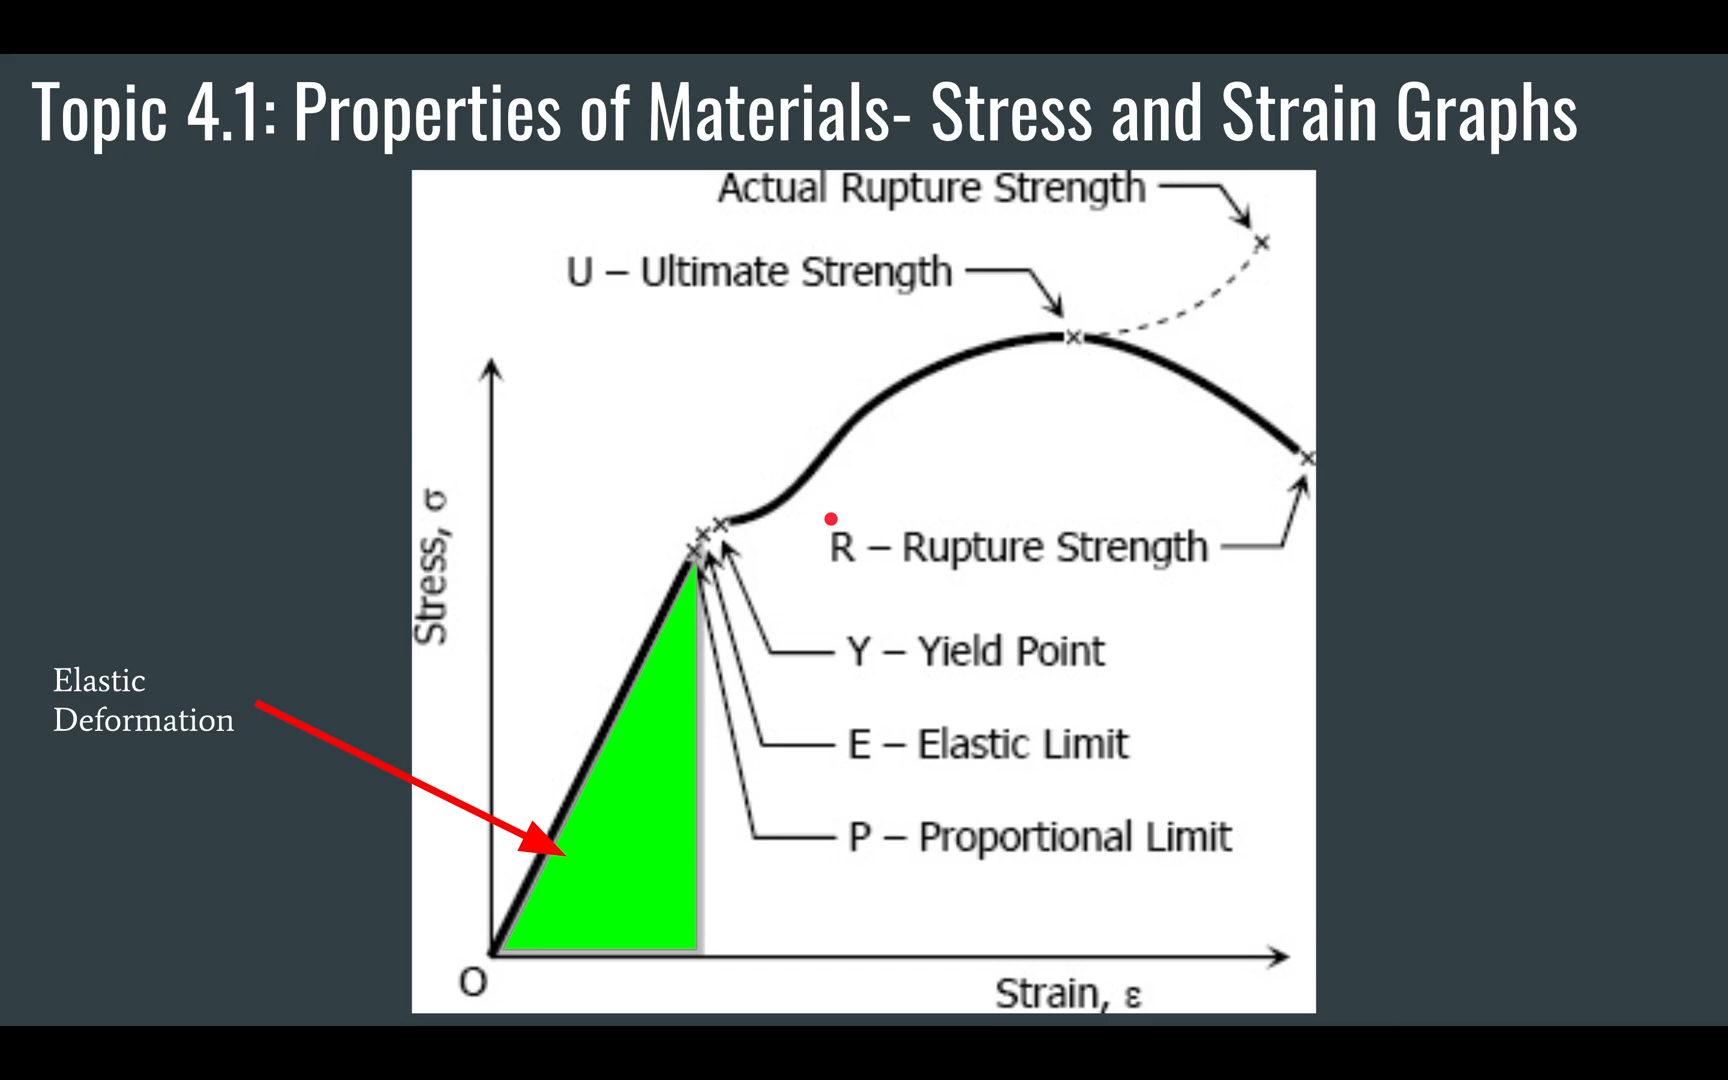 Topic 4.1: Properties of Materials- Stress and Strain Graphs
Actual Rupture Strength
U – Ultimate Strength
Stress, σ
R – Rupture Strength
Y – Yield Point
Elastic
Deformation
E – Elastic Limit
P – Proportional Limit
O
Strain, ε